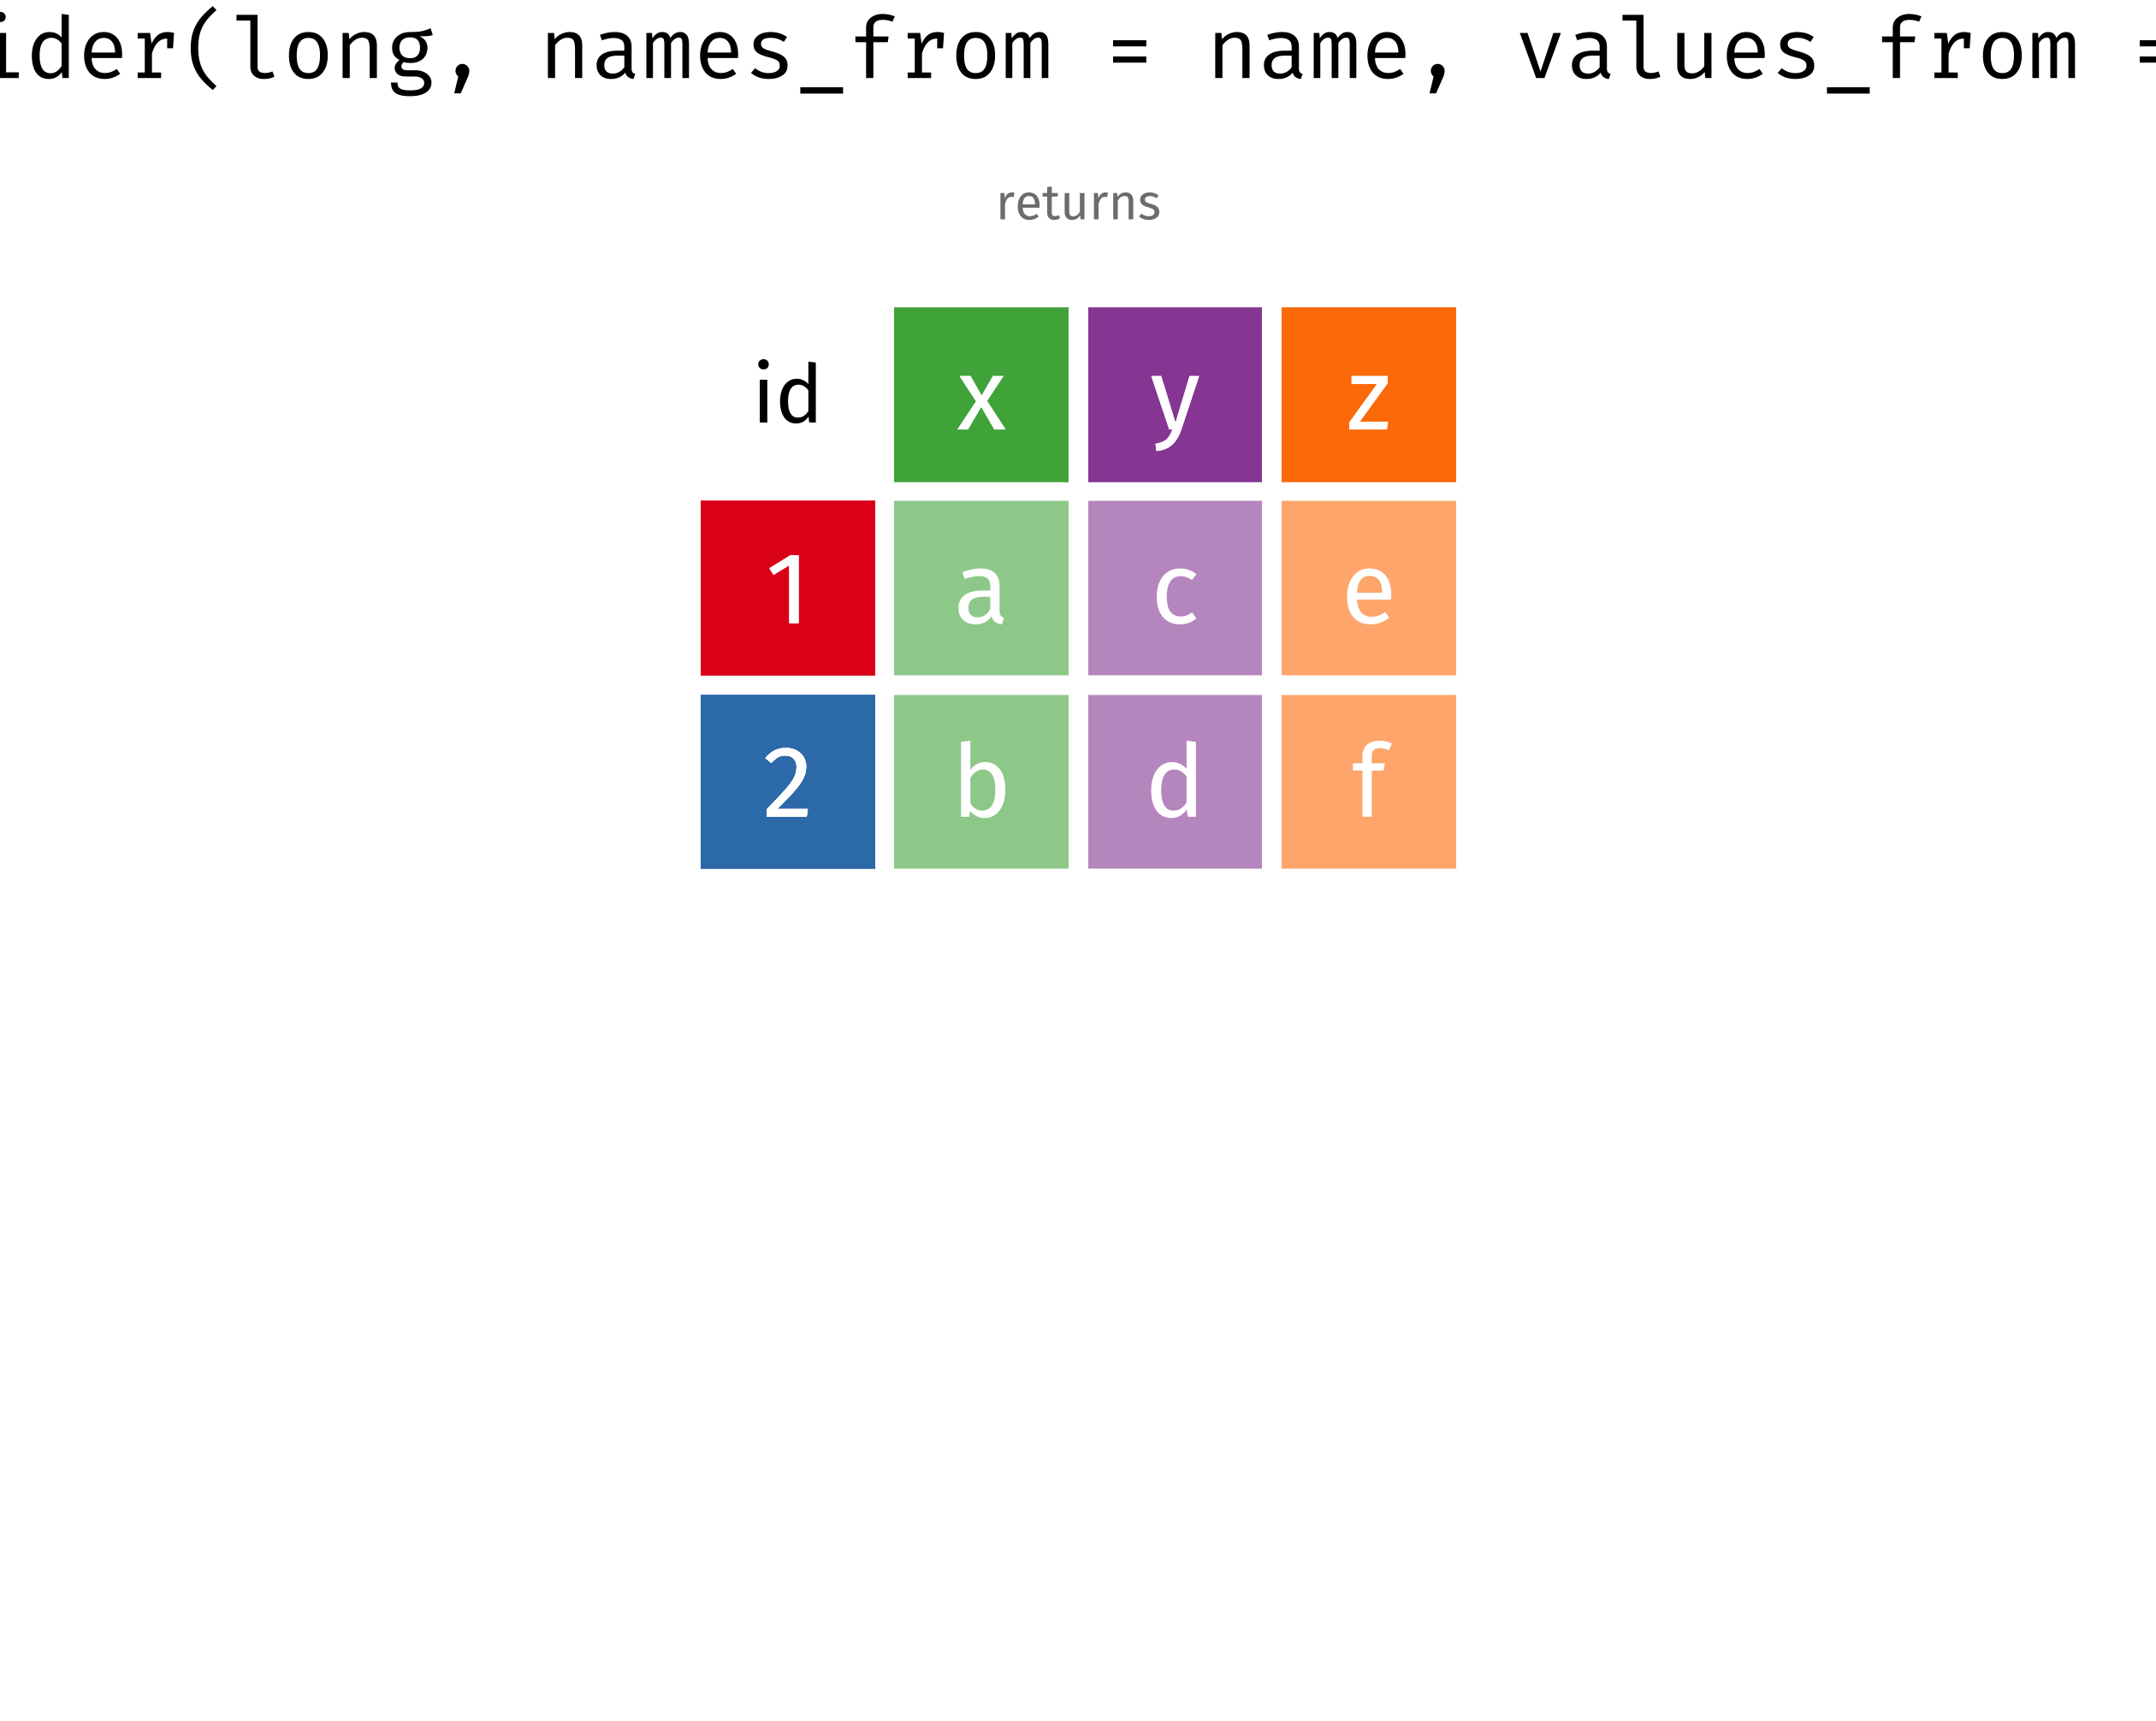 ider(long, names_from = name, values_from =
returns
id x y z
1 a c e
2 b d f